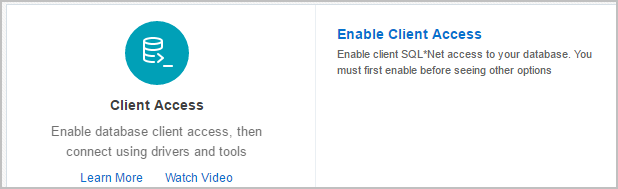 Client Access
Enable database client access, then
connect using drivers and tools
Learn More Watch Video
Enable Client Access
Enable client SQL*Net access to your database. You
must first enable before seeing other options